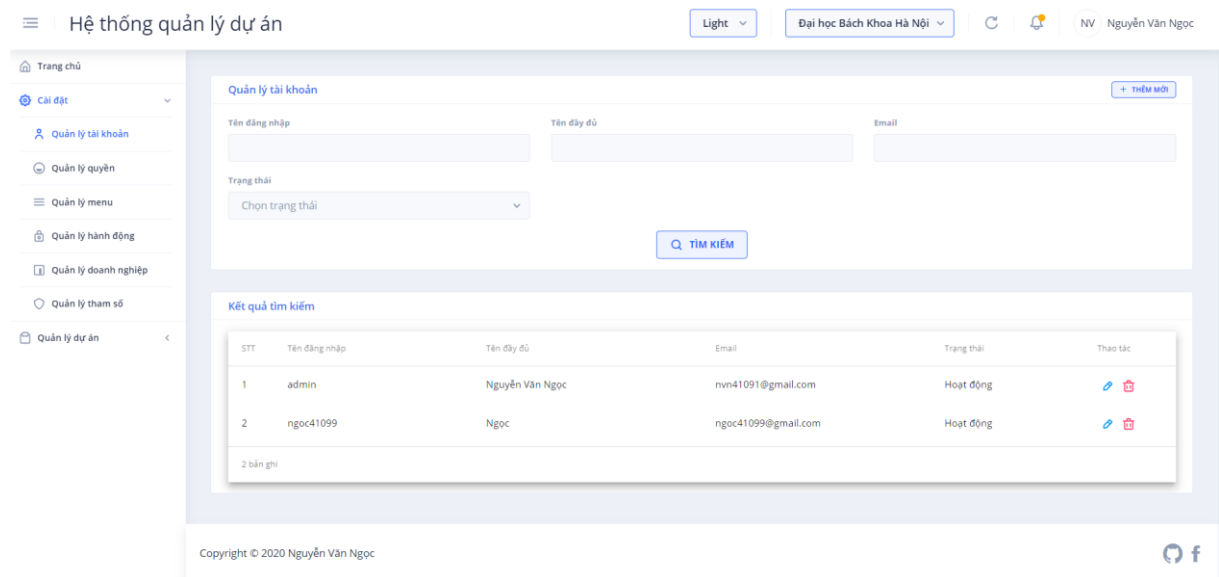 Hệ thống quản lý dự án
Light
Đại học Bách Khoa Hà Nội
NV Nguyễn Văn Ngọc
Trang chủ
Cài đặt
Quản lý tài khoản
Quản lý quyền
Quản lý menu
Quản lý hành động
Quản lý doanh nghiệp
Quản lý tham số
Quản lý dự án
Quản lý tài khoản
+ THÊM MỚI
Tên đăng nhập Tên đầy đủ Email
Trạng thái
Chọn trạng thái
TÌM KIẾM
Kết quả tìm kiếm
STT Tên đăng nhập Tên đầy đủ Email Trạng thái Thao tác
1 admin Nguyễn Văn Ngọc nvn41091@gmail.com Hoạt động
2 ngoc41099 Ngọc ngoc41099@gmail.com Hoạt động
2 bản ghi
Copyright © 2020 Nguyễn Văn Ngọc